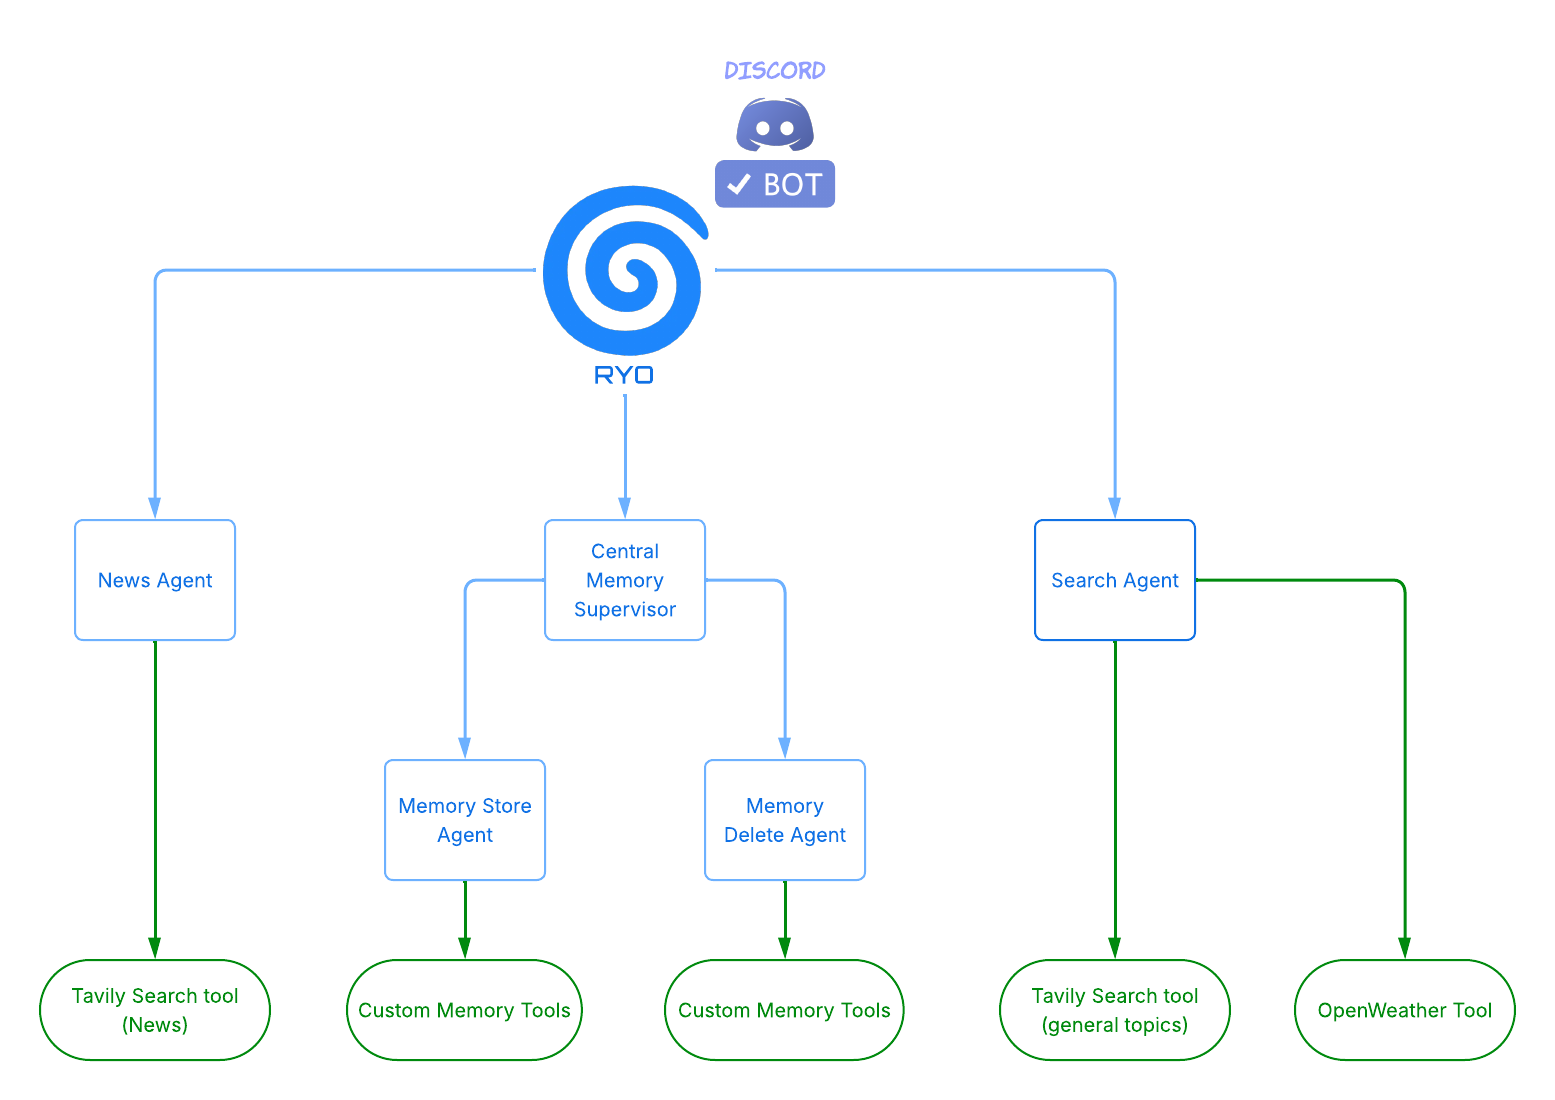 DISCORD
BOT
RYO
News Agent
Central
Memory
Supervisor
Search Agent
Memory Store
Agent
Memory
Delete Agent
Tavily Search tool
(News)
Custom Memory Tools
Custom Memory Tools
Tavily Search tool
(general topics)
OpenWeather Tool